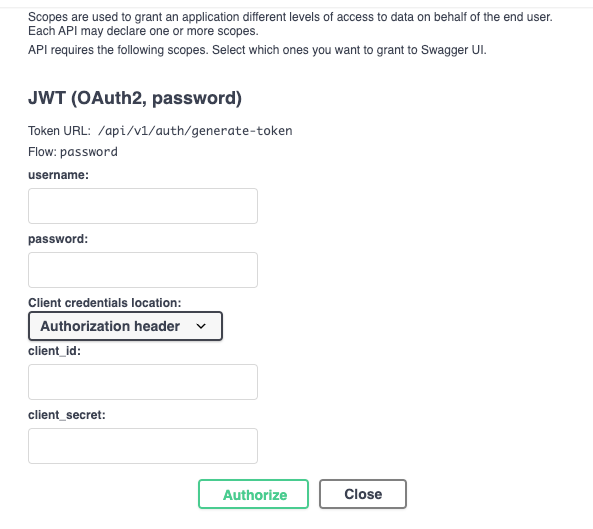 Scopes are used to grant an application different levels of access to data on behalf of the end user.
Each API may declare one or more scopes.
API requires the following scopes. Select which ones you want to grant to Swagger UI.
JWT (OAuth2, password)
Token URL: /api/v1/auth/generate-token
Flow: password
username:
password:
Client credentials location:
Authorization header
client_id:
client_secret:
Authorize Close